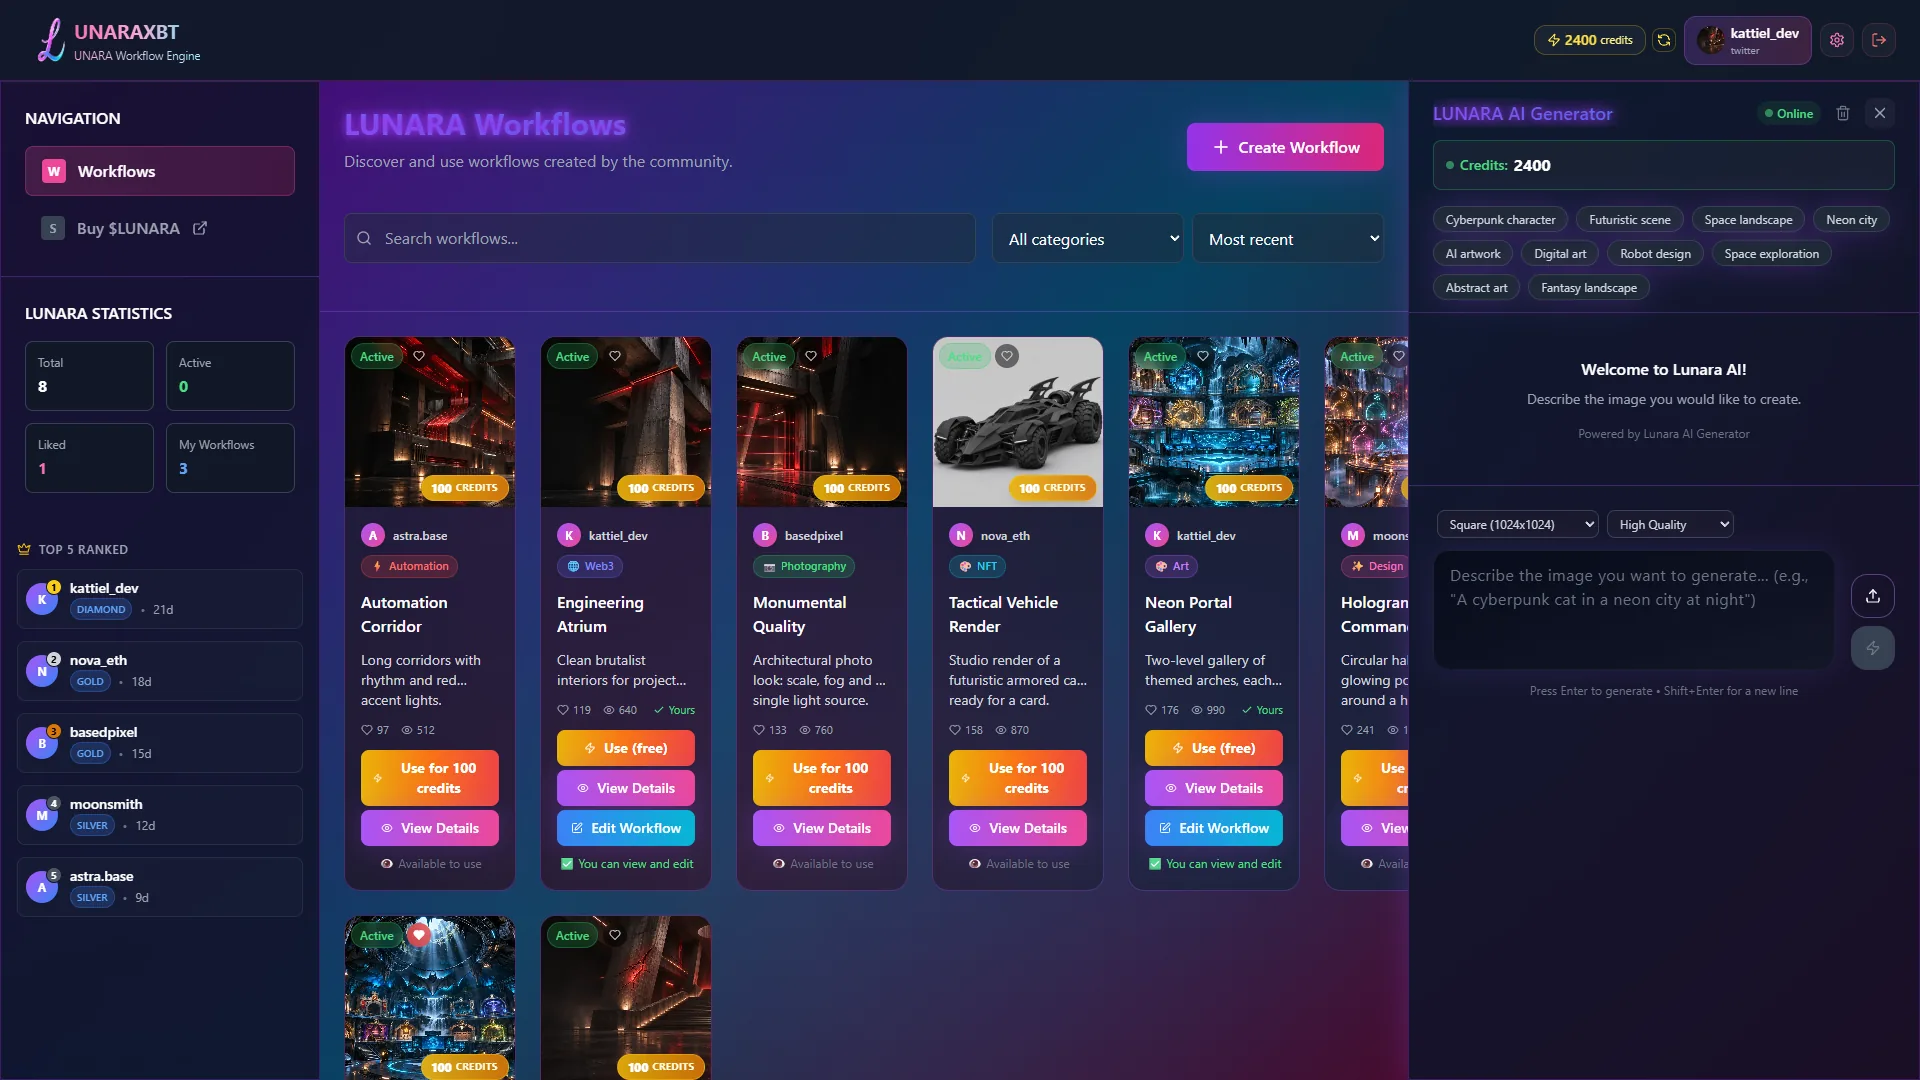 UNARAXBT
UNARA Workflow Engine
2400 credits
kattiel_dev
twitter
NAVIGATION
W Workflows
S Buy $LUNARA
LUNARA STATISTICS
Total
8
Active
0
Liked
1
My Workflows
3
TOP 5 RANKED
K 1 kattiel_dev
DIAMOND • 21d
N 2 nova_eth
GOLD • 18d
B 3 basedpixel
GOLD • 15d
M 4 moonsmith
SILVER • 12d
A 5 astra.base
SILVER • 9d
LUNARA Workflows
Discover and use workflows created by the community.
Create Workflow
Search workflows...
All categories
Most recent
Active
100 CREDITS
A astra.base
Automation
Automation
Corridor
Long corridors with
rhythm and red...
accent lights.
97 512
Use for 100
credits
View Details
Available to use
Active
100 CREDITS
K kattiel_dev
Web3
Engineering
Atrium
Clean brutalist
interiors for project...
119 640 Yours
Use (free)
View Details
Edit Workflow
You can view and edit
Active
100 CREDITS
B basedpixel
Photography
Monumental
Quality
Architectural photo
look: scale, fog and ...
single light source.
133 760
Use for 100
credits
View Details
Available to use
Active
100 CREDITS
N nova_eth
NFT
Tactical Vehicle
Render
Studio render of a
futuristic armored ca...
ready for a card.
158 870
Use for 100
credits
View Details
Available to use
Active
100 CREDITS
K kattiel_dev
Art
Neon Portal
Gallery
Two-level gallery of
themed arches, each...
176 990 Yours
Use (free)
View Details
Edit Workflow
You can view and edit
Active
M moons
Design
Hologran
Comman
Circular ha
glowing po
around a h
241 1
Use
cr
View
Availa
Active
100 CREDITS
Active
100 CREDITS
LUNARA AI Generator
Online
Credits: 2400
Cyberpunk character Futuristic scene Space landscape Neon city
AI artwork Digital art Robot design Space exploration
Abstract art Fantasy landscape
Welcome to Lunara AI!
Describe the image you would like to create.
Powered by Lunara AI Generator
Square (1024x1024) High Quality
Describe the image you want to generate... (e.g.,
"A cyberpunk cat in a neon city at night")
Press Enter to generate • Shift+Enter for a new line